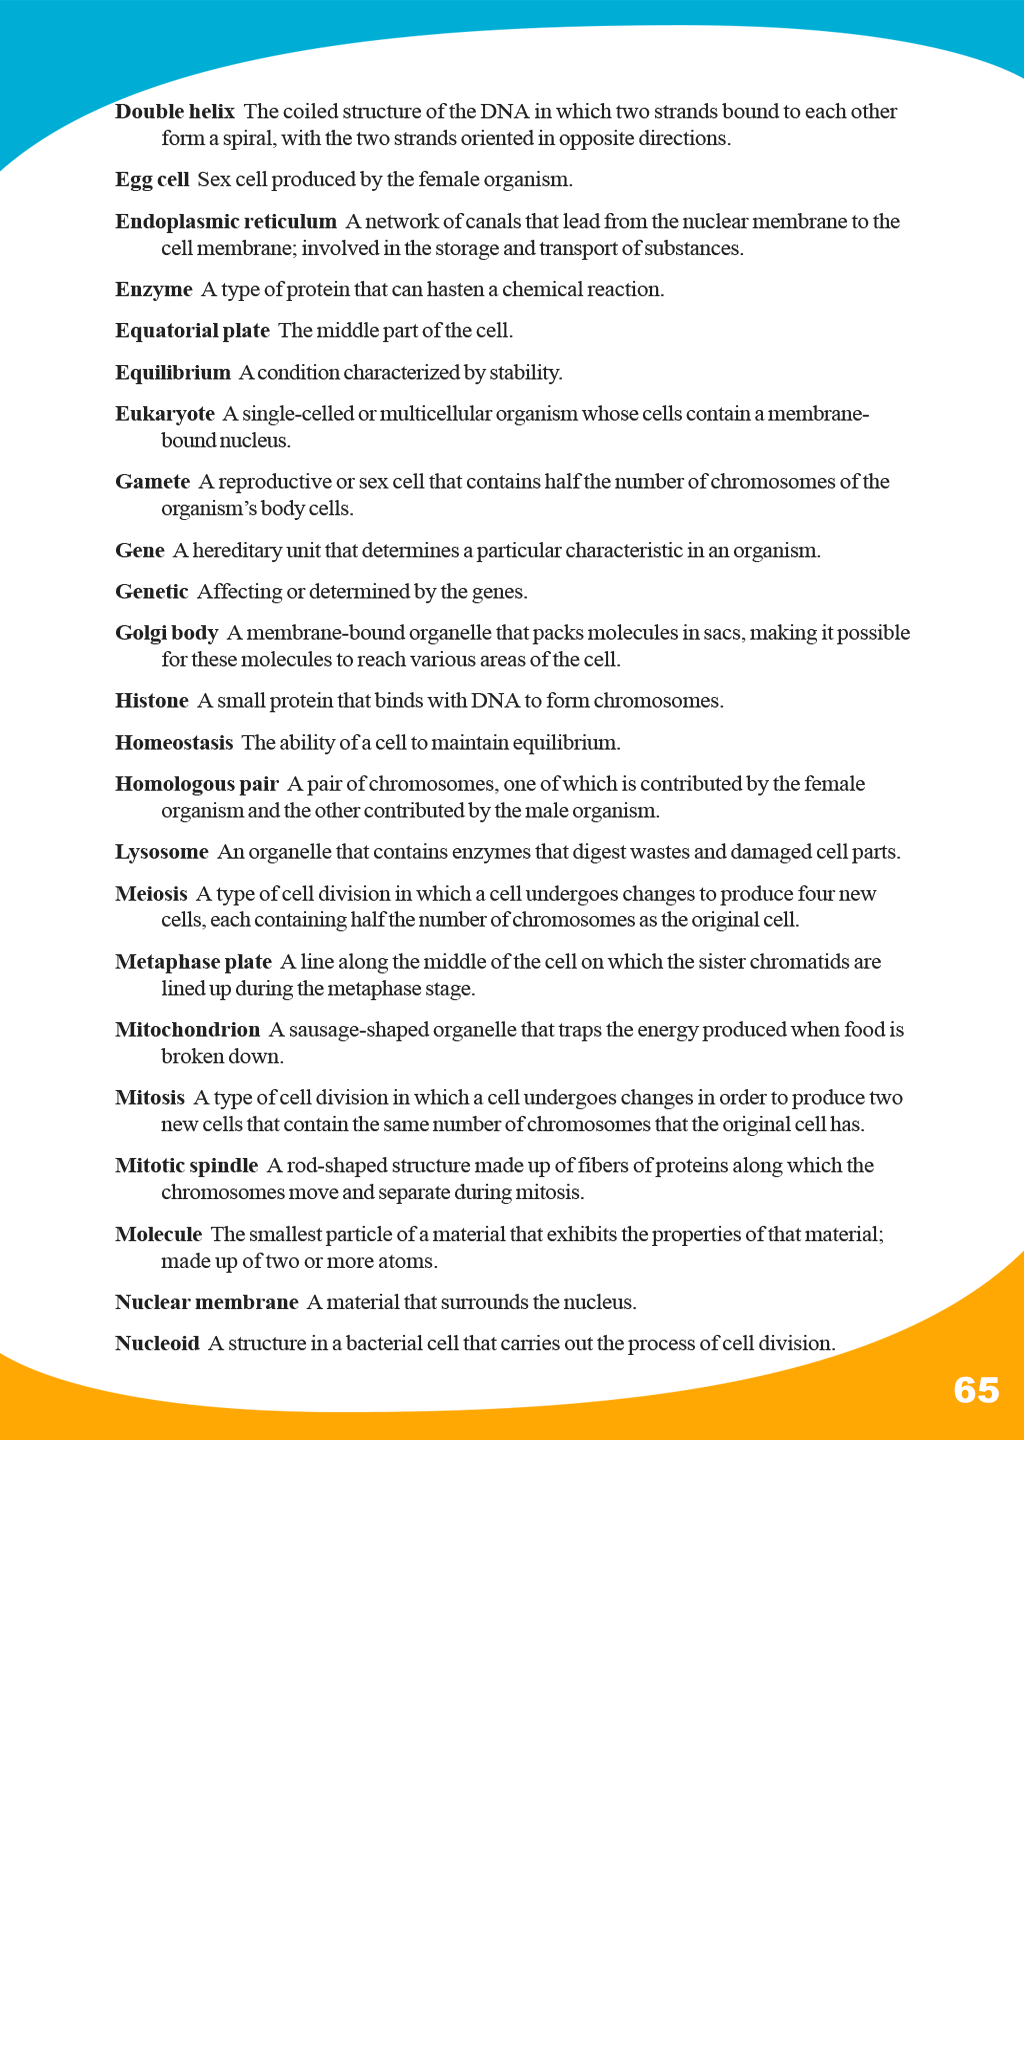 Double helix The coiled structure of the DNA in which two strands bound to each other
form a spiral, with the two strands oriented in opposite directions.
Egg cell Sex cell produced by the female organism.
Endoplasmic reticulum A network of canals that lead from the nuclear membrane to the
cell membrane; involved in the storage and transport of substances.
Enzyme A type of protein that can hasten a chemical reaction.
Equatorial plate The middle part of the cell.
Equilibrium A condition characterized by stability.
Eukaryote A single-celled or multicellular organism whose cells contain a membrane-
bound nucleus.
Gamete A reproductive or sex cell that contains half the number of chromosomes of the
organism’s body cells.
Gene A hereditary unit that determines a particular characteristic in an organism.
Genetic Affecting or determined by the genes.
Golgi body A membrane-bound organelle that packs molecules in sacs, making it possible
for these molecules to reach various areas of the cell.
Histone A small protein that binds with DNA to form chromosomes.
Homeostasis The ability of a cell to maintain equilibrium.
Homologous pair A pair of chromosomes, one of which is contributed by the female
organism and the other contributed by the male organism.
Lysosome An organelle that contains enzymes that digest wastes and damaged cell parts.
Meiosis A type of cell division in which a cell undergoes changes to produce four new
cells, each containing half the number of chromosomes as the original cell.
Metaphase plate A line along the middle of the cell on which the sister chromatids are
lined up during the metaphase stage.
Mitochondrion A sausage-shaped organelle that traps the energy produced when food is
broken down.
Mitosis A type of cell division in which a cell undergoes changes in order to produce two
new cells that contain the same number of chromosomes that the original cell has.
Mitotic spindle A rod-shaped structure made up of fibers of proteins along which the
chromosomes move and separate during mitosis.
Molecule The smallest particle of a material that exhibits the properties of that material;
made up of two or more atoms.
Nuclear membrane A material that surrounds the nucleus.
Nucleoid A structure in a bacterial cell that carries out the process of cell division.
65